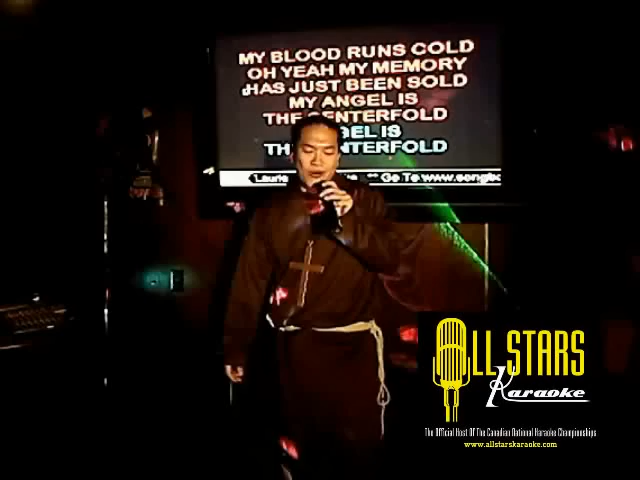 MY BLOOD RUNS COLD
OH YEAH MY MEMORY
HAS JUST BEEN SOLD
MY ANGEL IS
THE CENTERFOLD
ANGEL IS
THE CENTERFOLD
Laurie ** Go To www.songbo
ALL STARS
Karaoke
The Official Host Of The Canadian National Karaoke Championships
www.allstarskaraoke.com